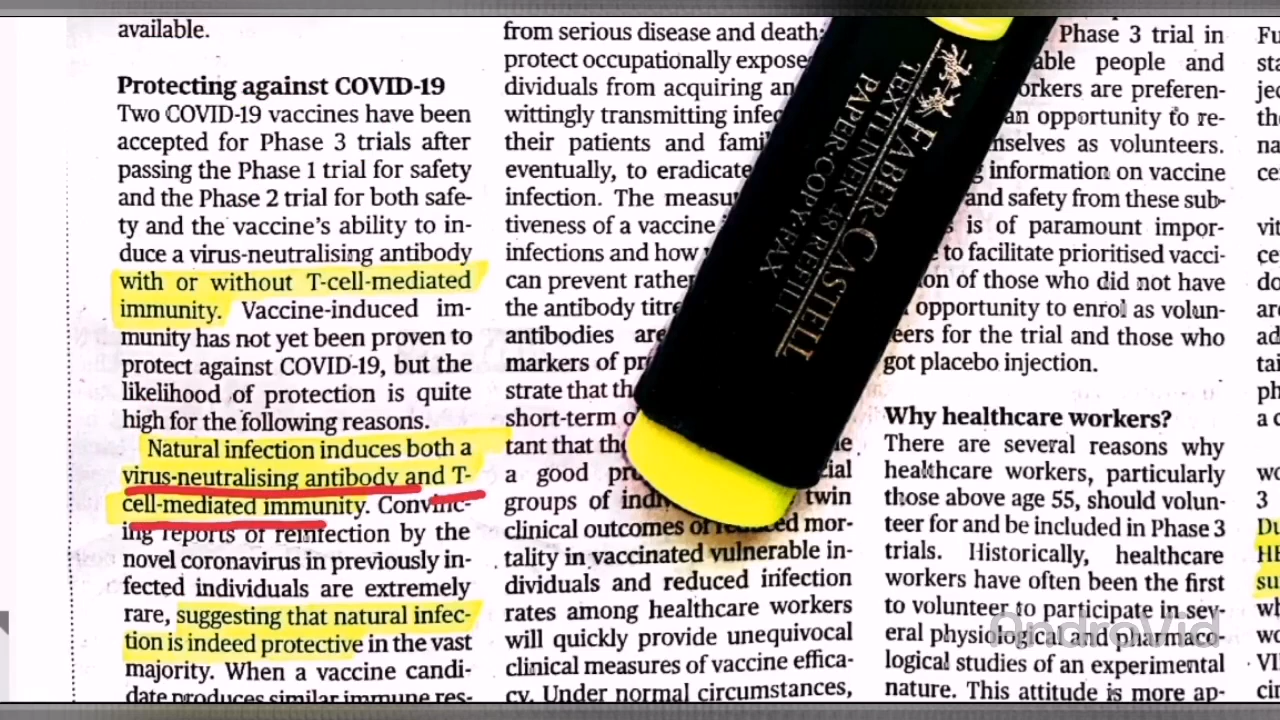 available.
Protecting against COVID-19
Two COVID-19 vaccines have been
accepted for Phase 3 trials after
passing the Phase 1 trial for safety
and the Phase 2 trial for both safe-
ty and the vaccine's ability to in-
duce a virus-neutralising antibody
with or without T-cell-mediated
immunity. Vaccine-induced im-
munity has not yet been proven to
protect against COVID-19, but the
likelihood of protection is quite
high for the following reasons.
Natural infection induces both a
virus-neutralising antibody and T-
cell-mediated immunity. Convinc-
ing reports of reinfection by the
novel coronavirus in previously in-
fected individuals are extremely
rare, suggesting that natural infec-
tion is indeed protective in the vast
majority. When a vaccine candi-
date produces similar immune res-
from serious disease and death:
protect occupationally
dividuals from acquiring
wittingly transmitting
their patients and
eventually, to eradicate
infection. The
tiveness of a vaccine
infections and how
can prevent
the antibody
antibodies are
markers of
strate that
short-term
tant that
a good
groups of twin
clinical outcomes of mor-
tality in vaccinated vulnerable in-
dividuals and reduced infection
rates among healthcare workers
will quickly provide unequivocal
clinical measures of vaccine effica-
cy. Under normal circumstances,
FABER-CASTELL
TEXTLINER 48 REFILL
PAPER·COPY·FAX
Phase 3 trial in
people and
are preferen-
an opportunity to re-
as volunteers.
information on vaccine
and safety from these sub-
is of paramount impor-
to facilitate prioritised vacci-
of those who did not have
opportunity to enrol as volun-
for the trial and those who
got placebo injection.
Why healthcare workers?
There are several reasons why
healthcare workers, particularly
those above age 55, should volun-
teer for and be included in Phase 3
trials. Historically, healthcare
workers have often been the first
to volunteer to participate in sev-
eral physiological and pharmaco-
logical studies of an experimental
nature. This attitude is more ap-
AndroVid